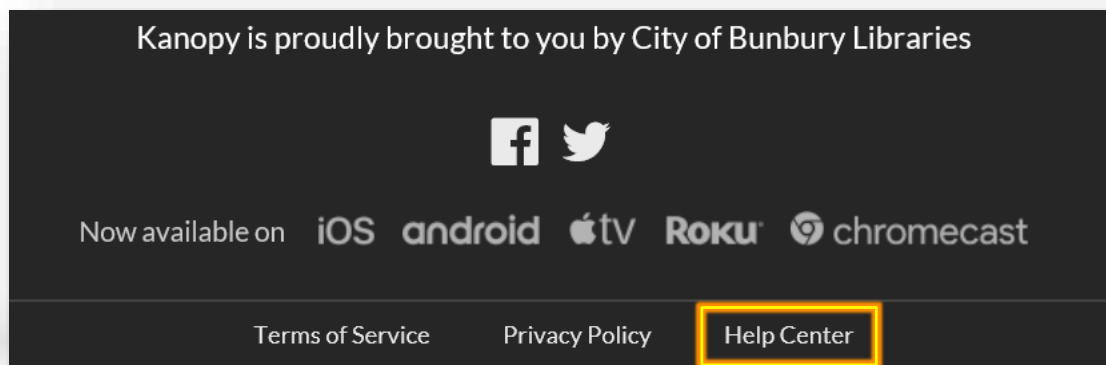 Kanopy is proudly brought to you by City of Bunbury Libraries
Now available on iOS android tv Roku chromecast
Terms of Service Privacy Policy Help Center